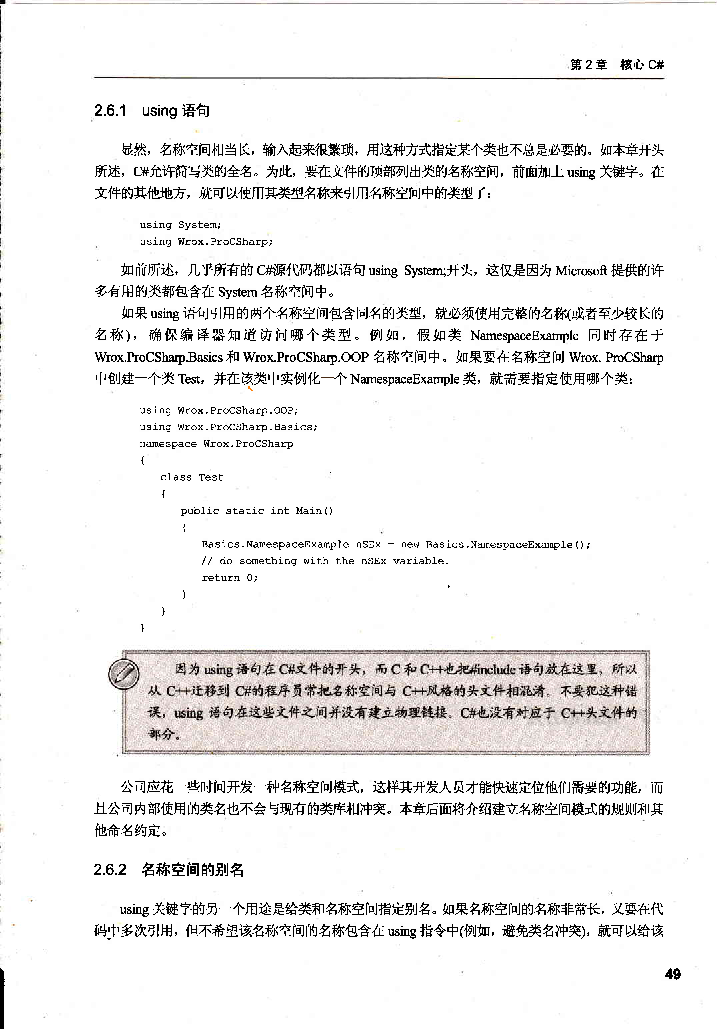 第2章 核心C#
2.6.1 using 语句
显然，名称空间相当长，输入起来很繁琐，用这种方式指定某个类也不总是必要的。如本章开头
所述，C#允许简写类的全名。为此，要在文件的顶部列出类的名称空间，前面加上 using 关键字。在
文件的其他地方，就可以使用其类型名称来引用名称空间中的类型了：
using System;
using Wrox.ProCSharp;
如前所述，几乎所有的 C#源代码都以语句 using System;开头，这仅是因为 Microsoft 提供的许
多有用的类都包含在 System 名称空间中。
如果 using 语句引用的两个名称空间包含同名的类型，就必须使用完整的名称(或者至少较长的
名称)，确保编译器知道访问哪个类型。例如，假如类 NamespaceExample 同时存在于
Wrox.ProCSharp.Basics 和 Wrox.ProCSharp.OOP 名称空间中。如果要在名称空间 Wrox. ProCSharp
中创建一个类 Test，并在该类中实例化一个 NamespaceExample 类，就需要指定使用哪个类：
using Wrox.ProCSharp.OOP;
using Wrox.ProCSharp.Basics;
namespace Wrox.ProCSharp
{
class Test
{
public static int Main()
{
Basics.NamespaceExample nSEx = new Basics.NamespaceExample();
// do something with the nSEx variable.
return 0;
}
}
}
因为 using 语句在 C#文件的开头，而 C 和 C++也把#include 语句放在这里，所以
从 C++迁移到 C#的程序员常把名称空间与 C++风格的头文件相混淆。不要犯这种错
误，using 语句在这些文件之间并没有建立物理链接。C#也没有对应于 C++头文件的
部分。
公司应花一些时间开发一种名称空间模式，这样其开发人员才能快速定位他们需要的功能，而
且公司内部使用的类名也不会与现有的类库相冲突。本章后面将介绍建立名称空间模式的规则和其
他命名约定。
2.6.2 名称空间的别名
using 关键字的另一个用途是给类和名称空间指定别名。如果名称空间的名称非常长，又要在代
码中多次引用，但不希望该名称空间的名称包含在 using 指令中(例如，避免类名冲突)，就可以给该
49